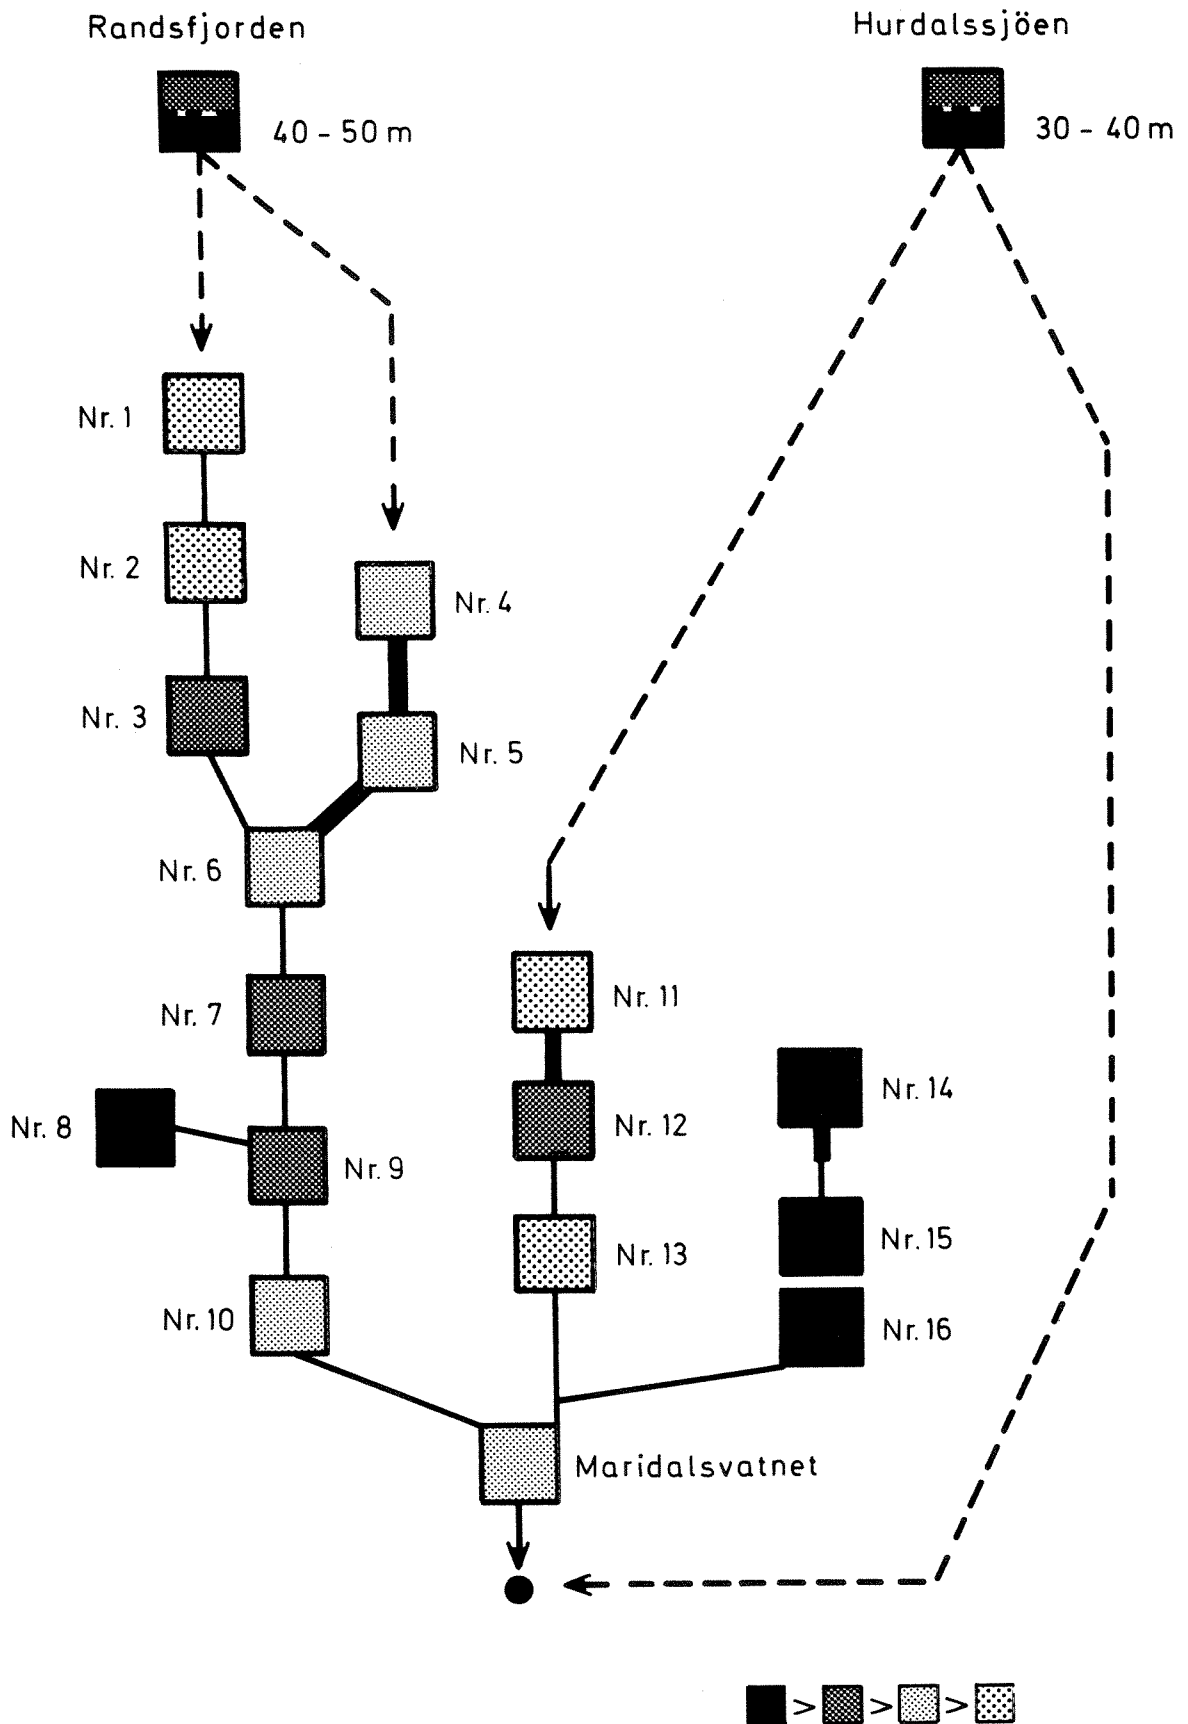 Randsfjorden
Hurdalssjöen
40 - 50 m
30 - 40 m
Nr. 1
Nr. 2
Nr. 4
Nr. 3
Nr. 5
Nr. 6
Nr. 11
Nr. 7
Nr. 14
Nr. 8
Nr. 12
Nr. 9
Nr. 15
Nr. 13
Nr. 10
Nr. 16
Maridalsvatnet
> > >